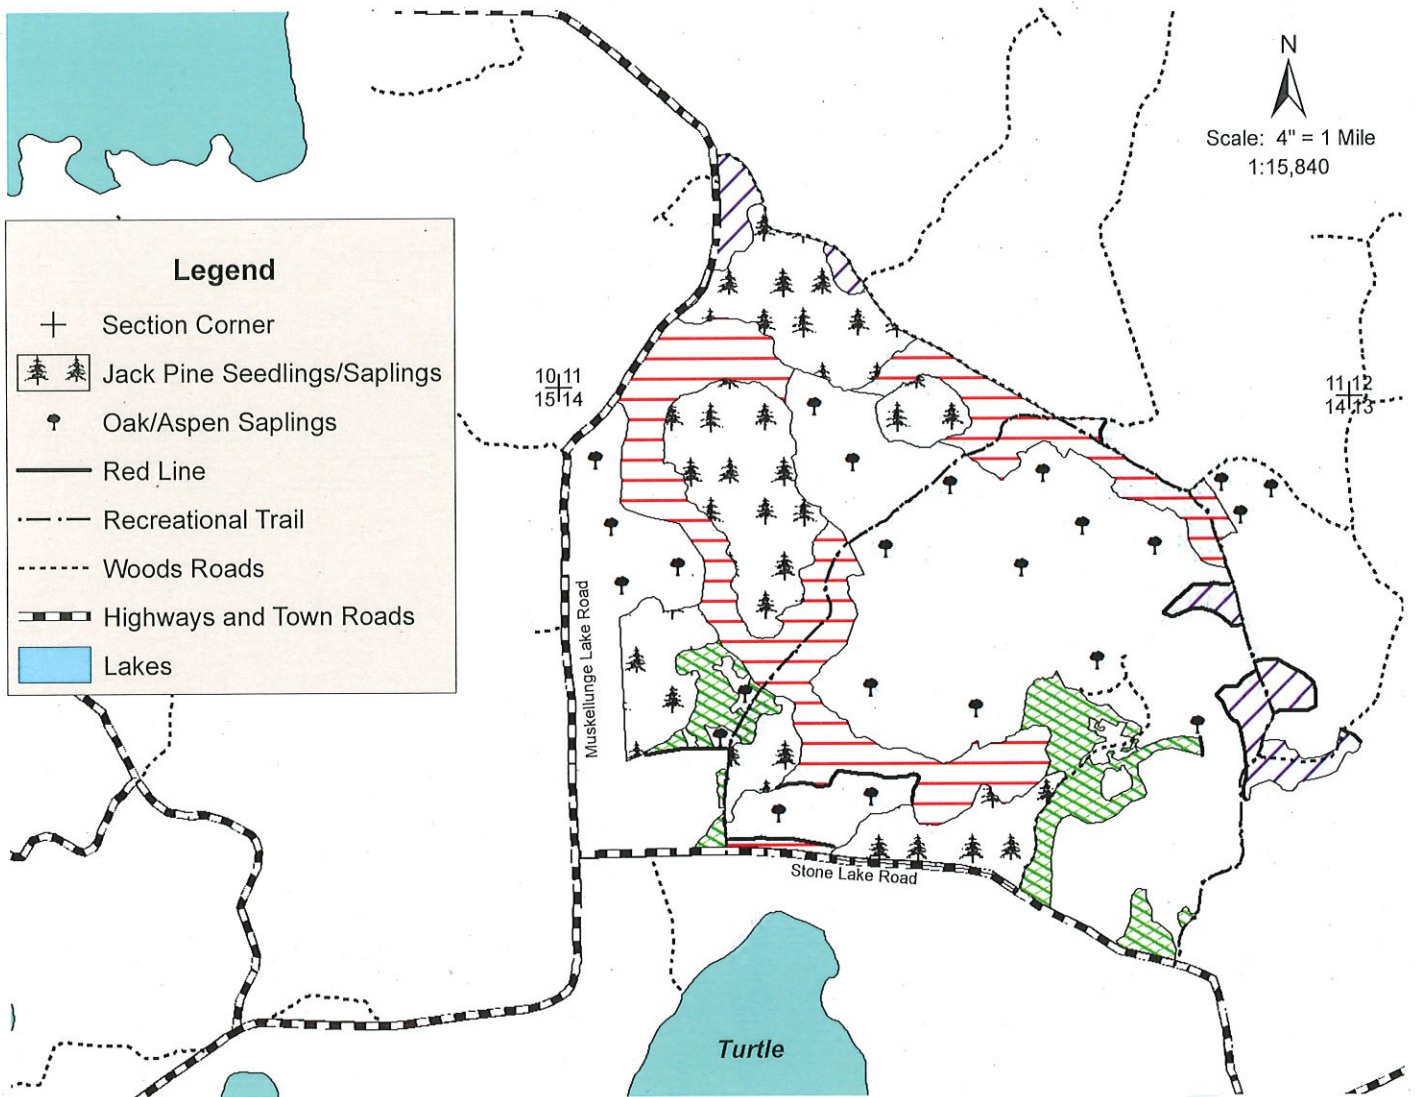 N
Scale: 4" = 1 Mile
1:15,840
Legend
Section Corner
Jack Pine Seedlings/Saplings
Oak/Aspen Saplings
Red Line
Recreational Trail
Woods Roads
Highways and Town Roads
Lakes
10 11
15 14
11 12
14 13
Muskellunge Lake Road
Stone Lake Road
Turtle